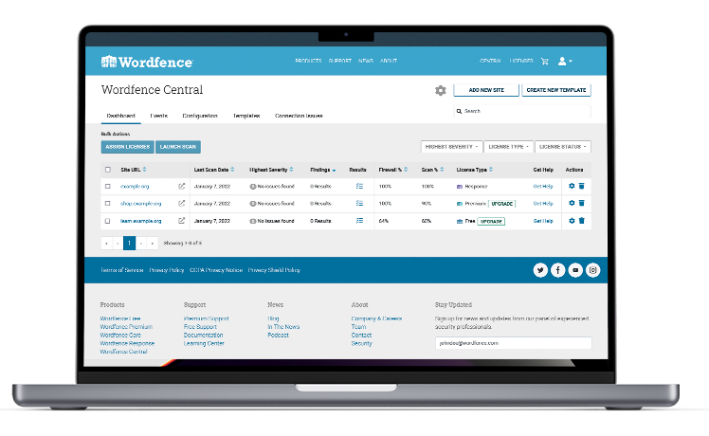 Wordfence
PRODUCTS SUPPORT NEWS ABOUT CENTRAL LICENSES
Wordfence Central
ADD NEW SITE CREATE NEW TEMPLATE
Search
Dashboard Events Configuration Templates Connection Issues
Bulk Actions
ASSIGN LICENSES LAUNCH SCAN HIGHEST SEVERITY LICENSE TYPE LICENSE STATUS
Site URL Last Scan Date Highest Severity Findings Results Firewall % Scan % License Type Get Help Actions
example.org January 7, 2022 No issues found 0 Results 100% 100% Response Get Help
shop.example.org January 7, 2022 No issues found 0 Results 100% 90% Premium UPGRADE Get Help
learn.example.org January 7, 2022 No issues found 0 Results 64% 60% Free UPGRADE Get Help
« ‹ 1 › » Showing 1-3 of 3
Terms of Service Privacy Policy CCPA Privacy Notice Privacy Shield Policy
Products Support News About Stay Updated
Wordfence Free Premium Support Blog Company & Careers Sign up for news and updates from our panel of experienced
Wordfence Premium Free Support In The News Team security professionals.
Wordfence Care Documentation Podcast Contact
Wordfence Response Learning Center Security johndoe@wordfence.com
Wordfence Central